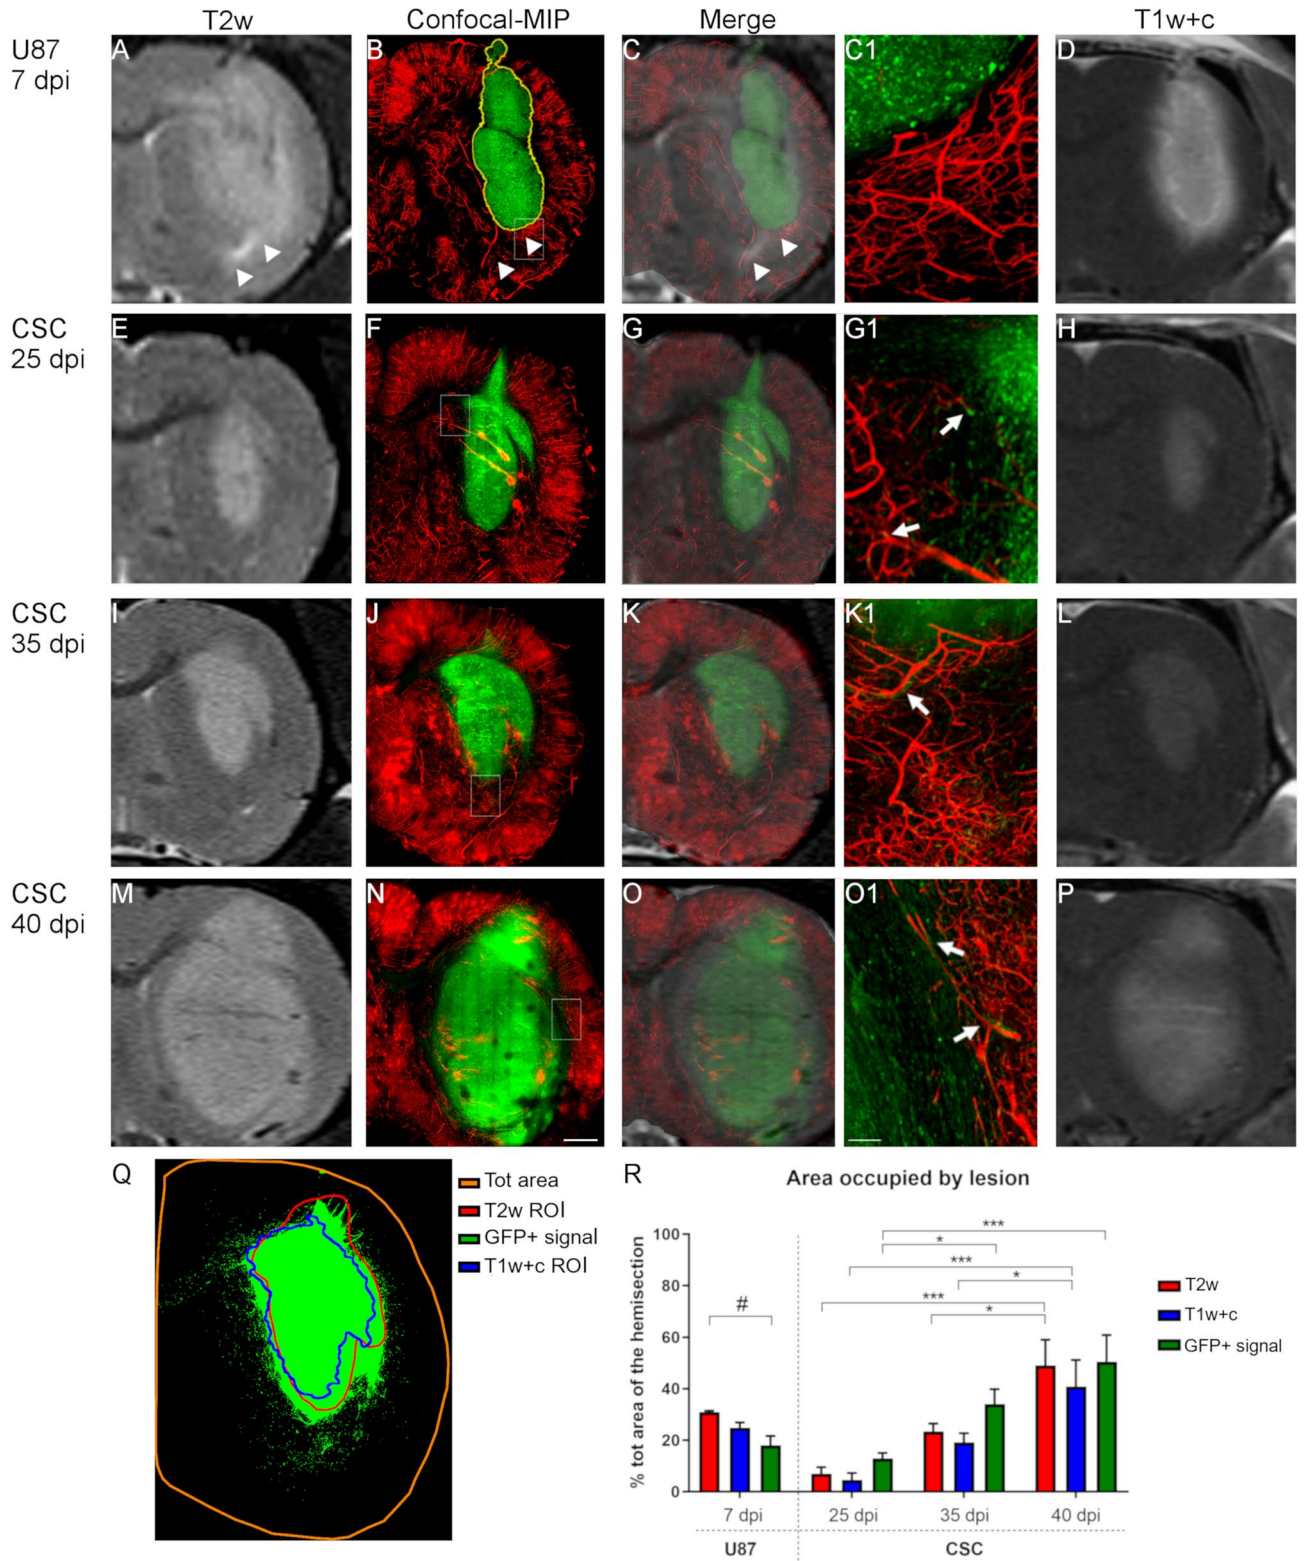 T2w Confocal-MIP Merge T1w+c
U87
7 dpi
A B C C1 D
CSC
25 dpi
E F G G1 H
CSC
35 dpi
I J K K1 L
CSC
40 dpi
M N O O1 P
Q
Tot area
T2w ROI
GFP+ signal
T1w+c ROI
R
Area occupied by lesion
% tot area of the hemisection
100
80
60
40
20
0
#
***
*
***
*
***
*
T2w
T1w+c
GFP+ signal
7 dpi 25 dpi 35 dpi 40 dpi
U87 CSC